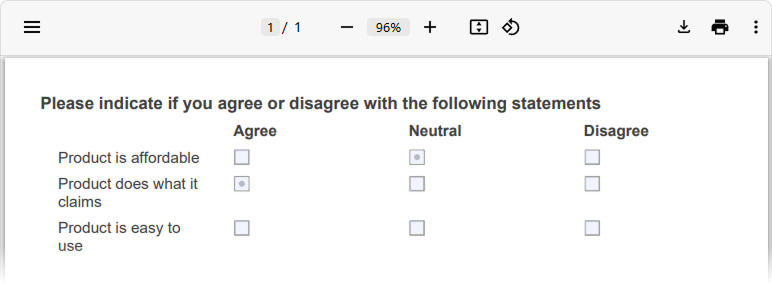 1 / 1 96%
Please indicate if you agree or disagree with the following statements
Agree Neutral Disagree
Product is affordable
Product does what it
claims
Product is easy to
use